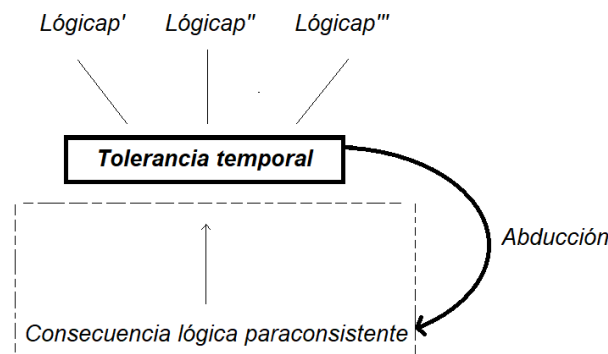 Lógicap' Lógicap'' Lógicap'''
Tolerancia temporal
Abducción
Consecuencia lógica paraconsistente